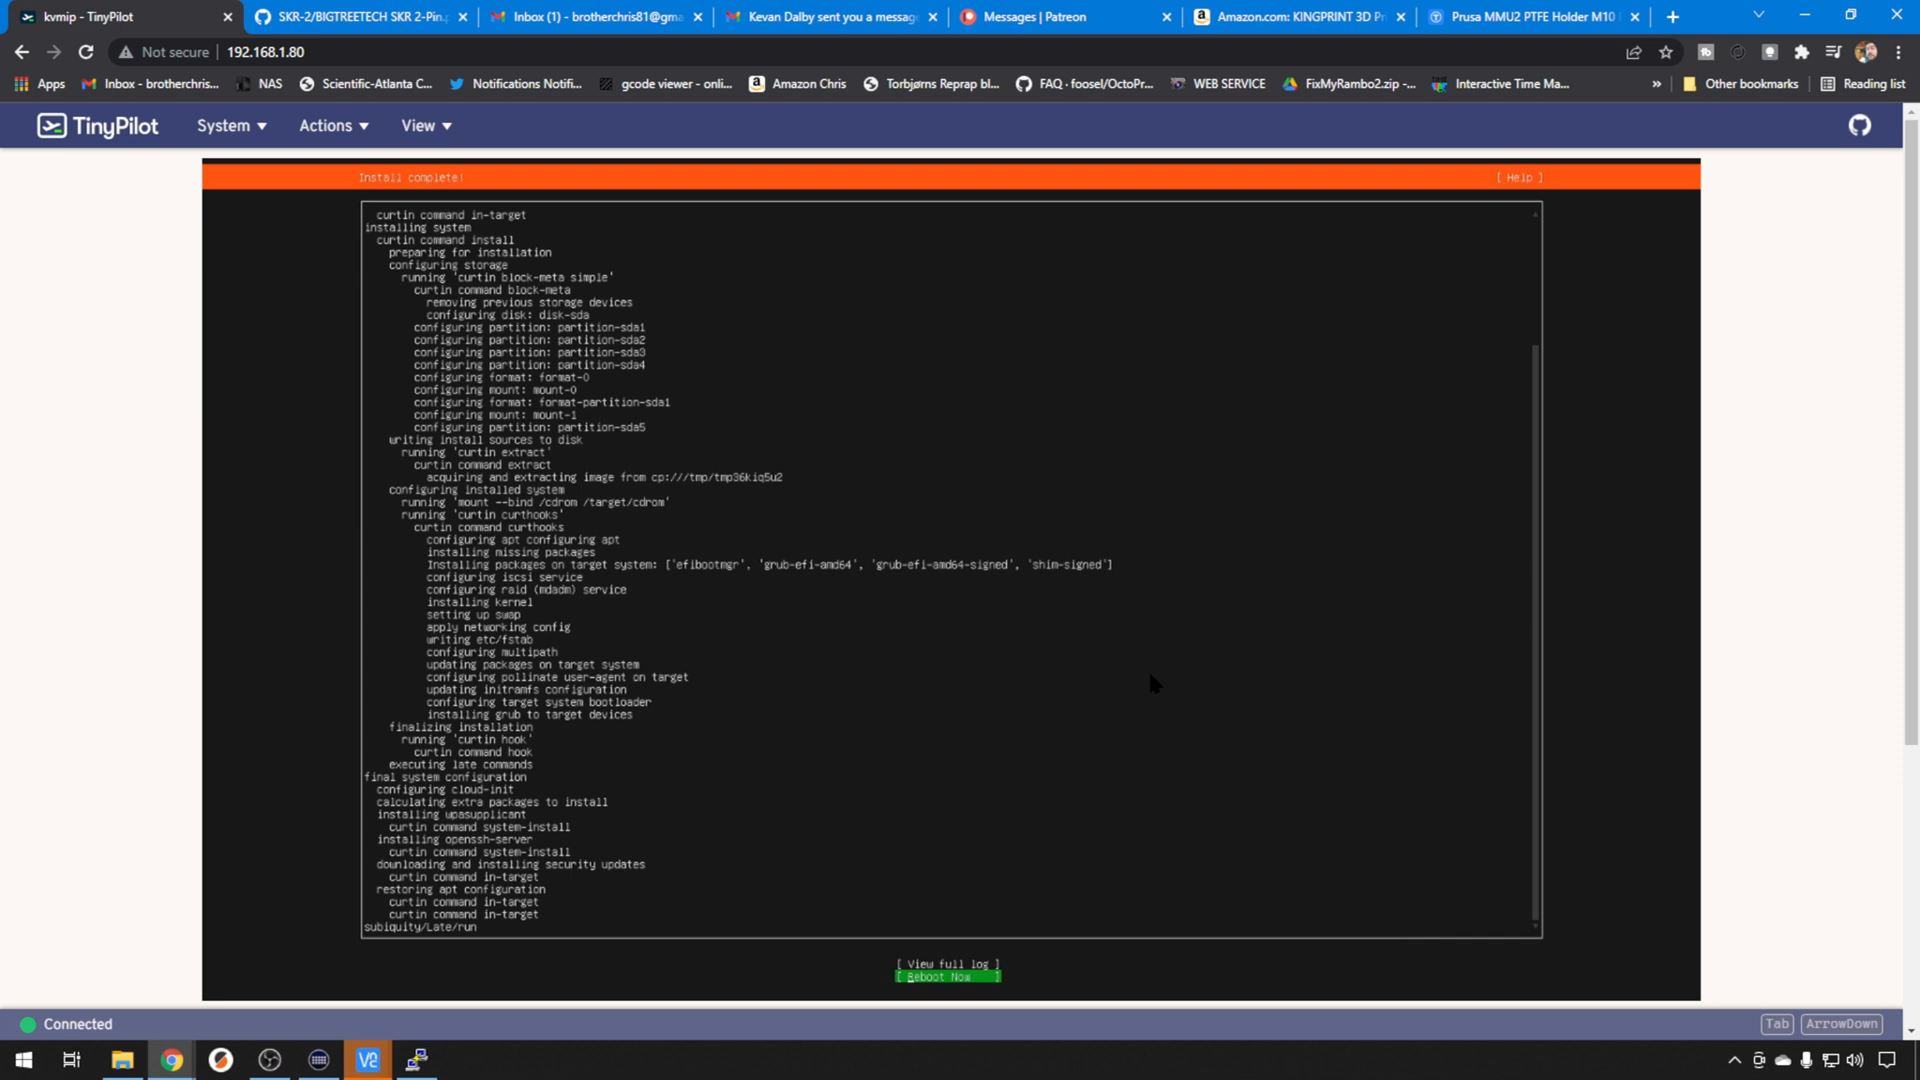 kvmip - TinyPilot
SKR-2/BIGTREETECH SKR 2-Pin.p
Inbox (1) - brotherchris81@gma
Kevan Dalby sent you a messag
Messages | Patreon
Amazon.com: KINGPRINT 3D Pr
Prusa MMU2 PTFE Holder M10
Not secure
192.168.1.80
Apps
Inbox - brotherchris...
NAS
Scientific-Atlanta C...
Notifications Notifi...
gcode viewer - onli...
Amazon Chris
Torbjørns Reprap bl...
FAQ · foosel/OctoPr...
WEB SERVICE
FixMyRambo2.zip -...
Interactive Time Ma...
Other bookmarks
Reading list
TinyPilot
System
Actions
View
Install complete!
[ Help ]
curtin command in-target
installing system
curtin command install
preparing for installation
configuring storage
running 'curtin block-meta simple'
curtin command block-meta
removing previous storage devices
configuring disk: disk-sda
configuring partition: partition-sda1
configuring partition: partition-sda2
configuring partition: partition-sda3
configuring partition: partition-sda4
configuring format: format-0
configuring mount: mount-0
configuring format: format-partition-sda1
configuring mount: mount-1
configuring partition: partition-sda5
writing install sources to disk
running 'curtin extract'
curtin command extract
acquiring and extracting image from cp:///tmp/tmp36kiq5u2
configuring installed system
running 'mount --bind /cdrom /target/cdrom'
running 'curtin curthooks'
curtin command curthooks
configuring apt configuring apt
installing missing packages
Installing packages on target system: ['efibootmgr', 'grub-efi-amd64', 'grub-efi-amd64-signed', 'shim-signed']
configuring iscsi service
configuring raid (mdadm) service
installing kernel
setting up swap
apply networking config
writing etc/fstab
configuring multipath
updating packages on target system
configuring pollinate user-agent on target
updating initramfs configuration
configuring target system bootloader
installing grub to target devices
finalizing installation
running 'curtin hook'
curtin command hook
executing late commands
final system configuration
configuring cloud-init
calculating extra packages to install
installing wpasupplicant
curtin command system-install
installing openssh-server
curtin command system-install
downloading and installing security updates
curtin command in-target
restoring apt configuration
curtin command in-target
curtin command in-target
subiquity/Late/run
[ View full log ]
[ Reboot Now ]
Connected
Tab
ArrowDown